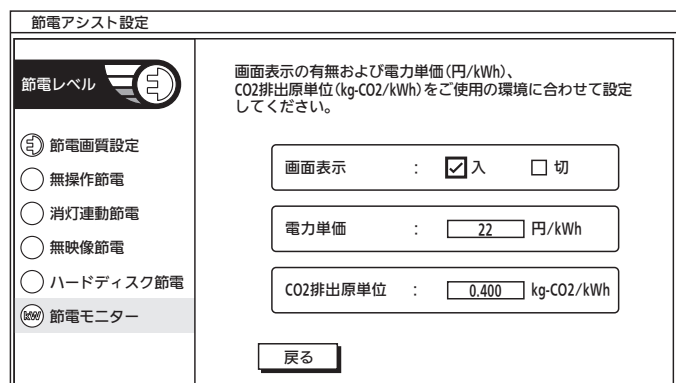 節電アシスト設定
節電レベル
節電画質設定
無操作節電
消灯連動節電
無映像節電
ハードディスク節電
節電モニター
画面表示の有無および電力単価(円/kWh)、
CO2排出原単位(kg-CO2/kWh)をご使用の環境に合わせて設定
してください。
画面表示 : 入 切
電力単価 : 22 円/kWh
CO2排出原単位 : 0.400 kg-CO2/kWh
戻る